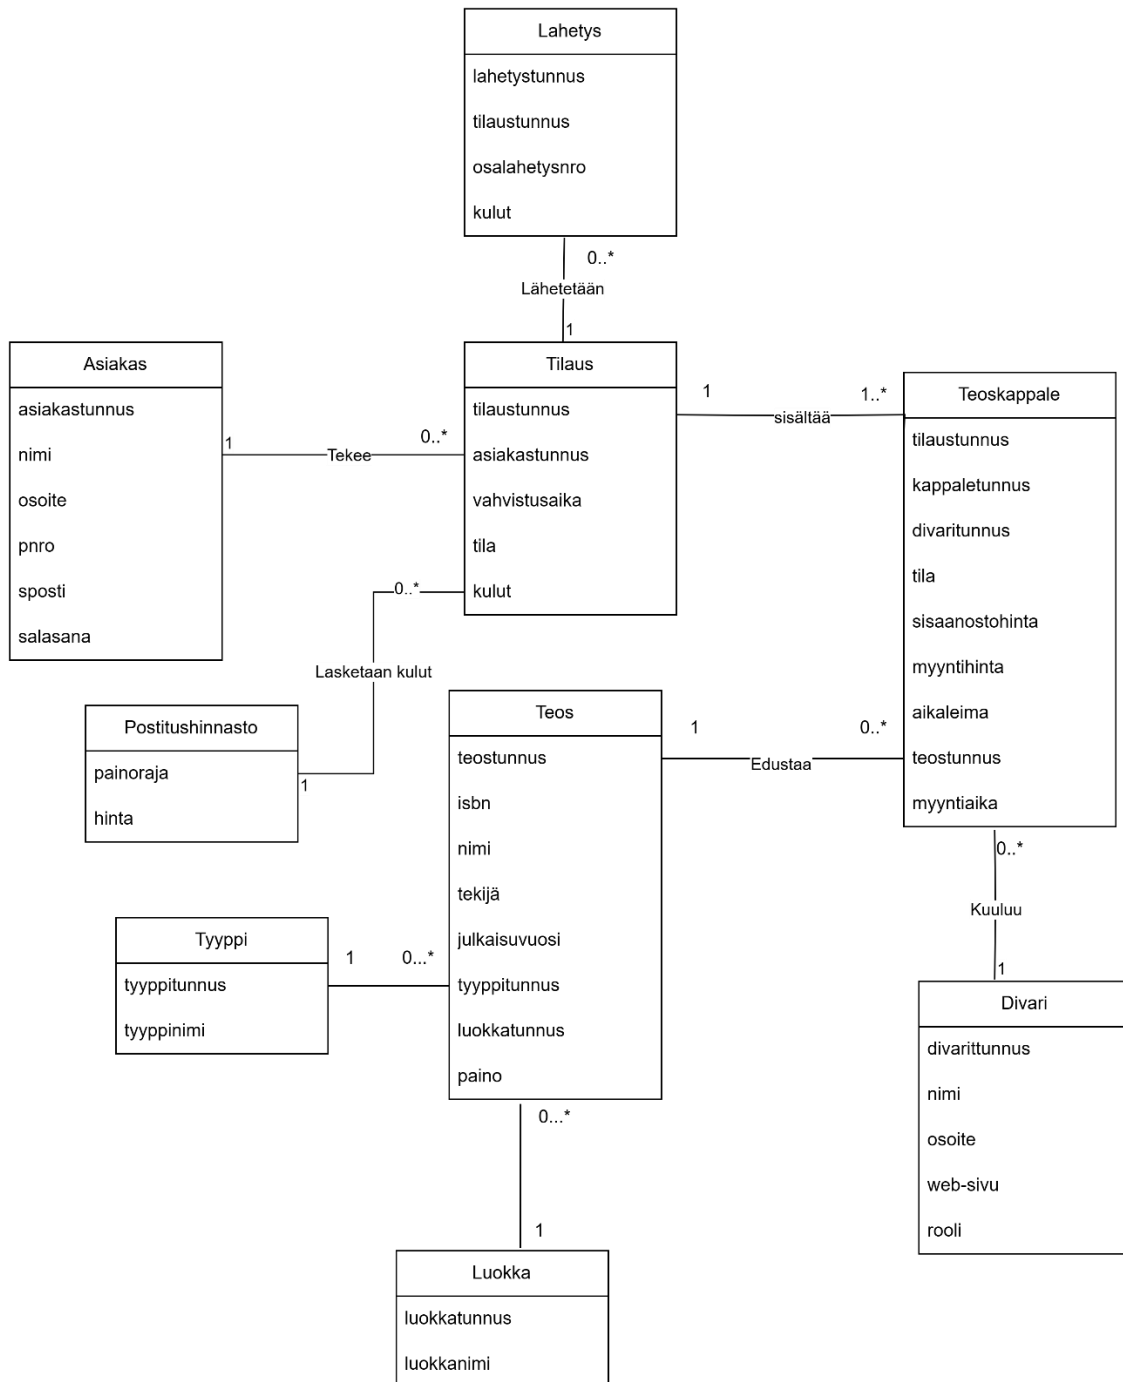 Lahetys
lahetystunnus
tilaustunnus
osalahetysnro
kulut
0..*
Lähetetään
1
Asiakas
asiakastunnus
nimi
osoite
pnro
sposti
salasana
1
Tekee
0..*
Tilaus
tilaustunnus
asiakastunnus
vahvistusaika
tila
kulut
1
sisältää
1..*
Teoskappale
tilaustunnus
kappaletunnus
divaritunnus
tila
sisaanostohinta
myyntihinta
aikaleima
teostunnus
myyntiaika
0..*
Lasketaan kulut
1
Postitushinnasto
painoraja
hinta
Teos
teostunnus
isbn
nimi
tekijä
julkaisuvuosi
tyyppitunnus
luokkatunnus
paino
1
Edustaa
0..*
0..*
Kuuluu
1
Tyyppi
tyyppitunnus
tyyppinimi
1
0...*
Divari
divarittunnus
nimi
osoite
web-sivu
rooli
0...*
1
Luokka
luokkatunnus
luokkanimi